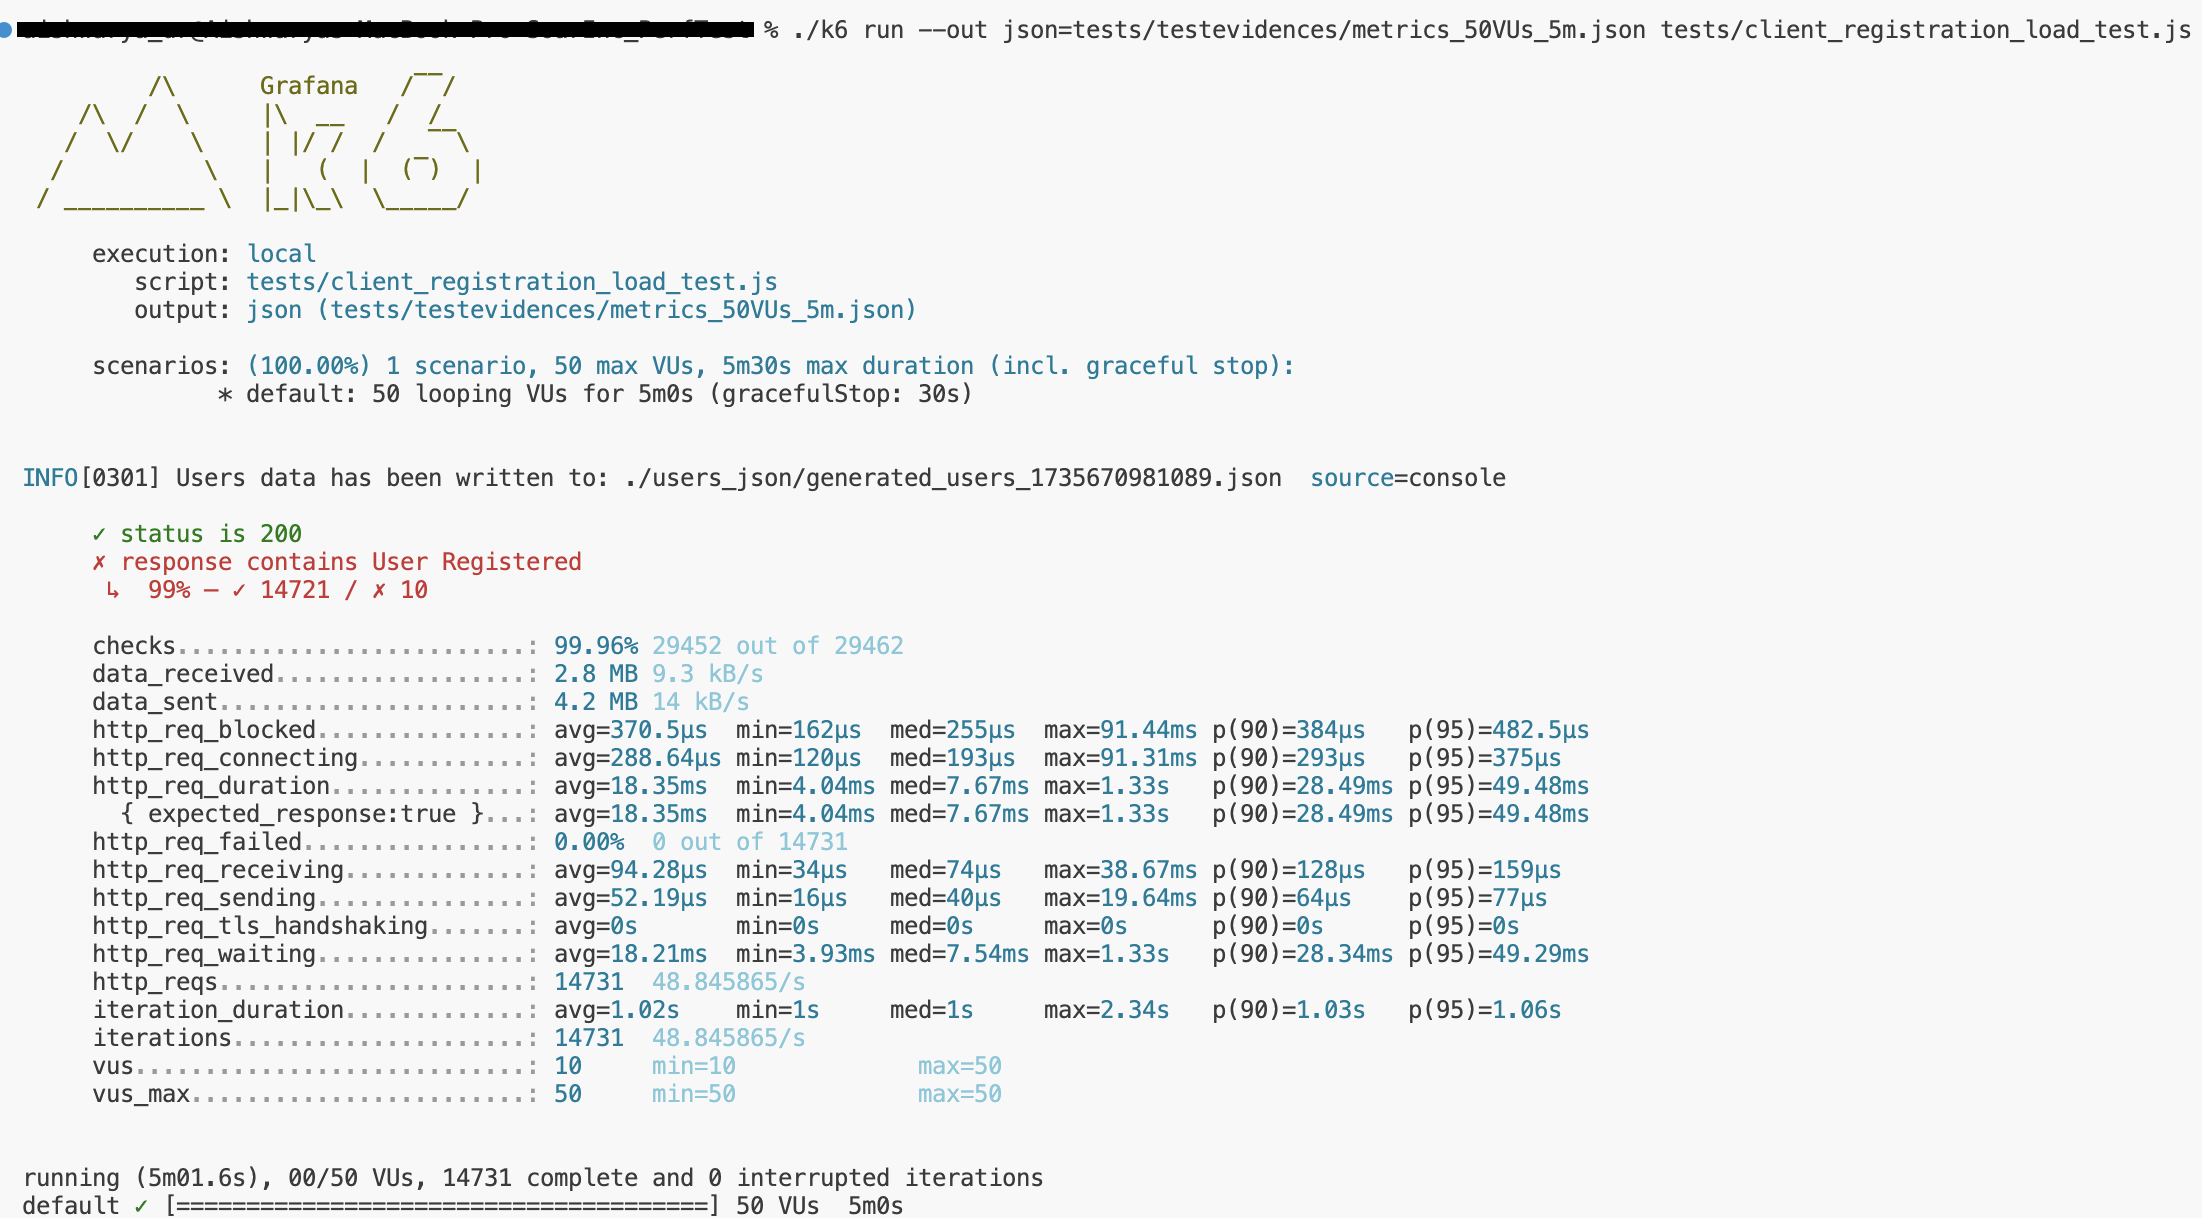 % ./k6 run --out json=tests/testevidences/metrics_50VUs_5m.json tests/client_registration_load_test.js
Grafana
execution: local
script: tests/client_registration_load_test.js
output: json (tests/testevidences/metrics_50VUs_5m.json)
scenarios: (100.00%) 1 scenario, 50 max VUs, 5m30s max duration (incl. graceful stop):
* default: 50 looping VUs for 5m0s (gracefulStop: 30s)
INFO[0301] Users data has been written to: ./users_json/generated_users_1735670981089.json  source=console
✓ status is 200
✗ response contains User Registered
↳  99% — ✓ 14721 / ✗ 10
checks.........................: 99.96% 29452 out of 29462
data_received..................: 2.8 MB 9.3 kB/s
data_sent......................: 4.2 MB 14 kB/s
http_req_blocked...............: avg=370.5µs  min=162µs  med=255µs  max=91.44ms p(90)=384µs   p(95)=482.5µs
http_req_connecting............: avg=288.64µs min=120µs  med=193µs  max=91.31ms p(90)=293µs   p(95)=375µs
http_req_duration..............: avg=18.35ms  min=4.04ms med=7.67ms max=1.33s   p(90)=28.49ms p(95)=49.48ms
{ expected_response:true }...: avg=18.35ms  min=4.04ms med=7.67ms max=1.33s   p(90)=28.49ms p(95)=49.48ms
http_req_failed................: 0.00%  0 out of 14731
http_req_receiving.............: avg=94.28µs  min=34µs   med=74µs   max=38.67ms p(90)=128µs   p(95)=159µs
http_req_sending...............: avg=52.19µs  min=16µs   med=40µs   max=19.64ms p(90)=64µs    p(95)=77µs
http_req_tls_handshaking.......: avg=0s       min=0s     med=0s     max=0s      p(90)=0s      p(95)=0s
http_req_waiting...............: avg=18.21ms  min=3.93ms med=7.54ms max=1.33s   p(90)=28.34ms p(95)=49.29ms
http_reqs......................: 14731  48.845865/s
iteration_duration.............: avg=1.02s    min=1s     med=1s     max=2.34s   p(90)=1.03s   p(95)=1.06s
iterations.....................: 14731  48.845865/s
vus............................: 10     min=10             max=50
vus_max........................: 50     min=50             max=50
running (5m01.6s), 00/50 VUs, 14731 complete and 0 interrupted iterations
default ✓ [======================================] 50 VUs  5m0s